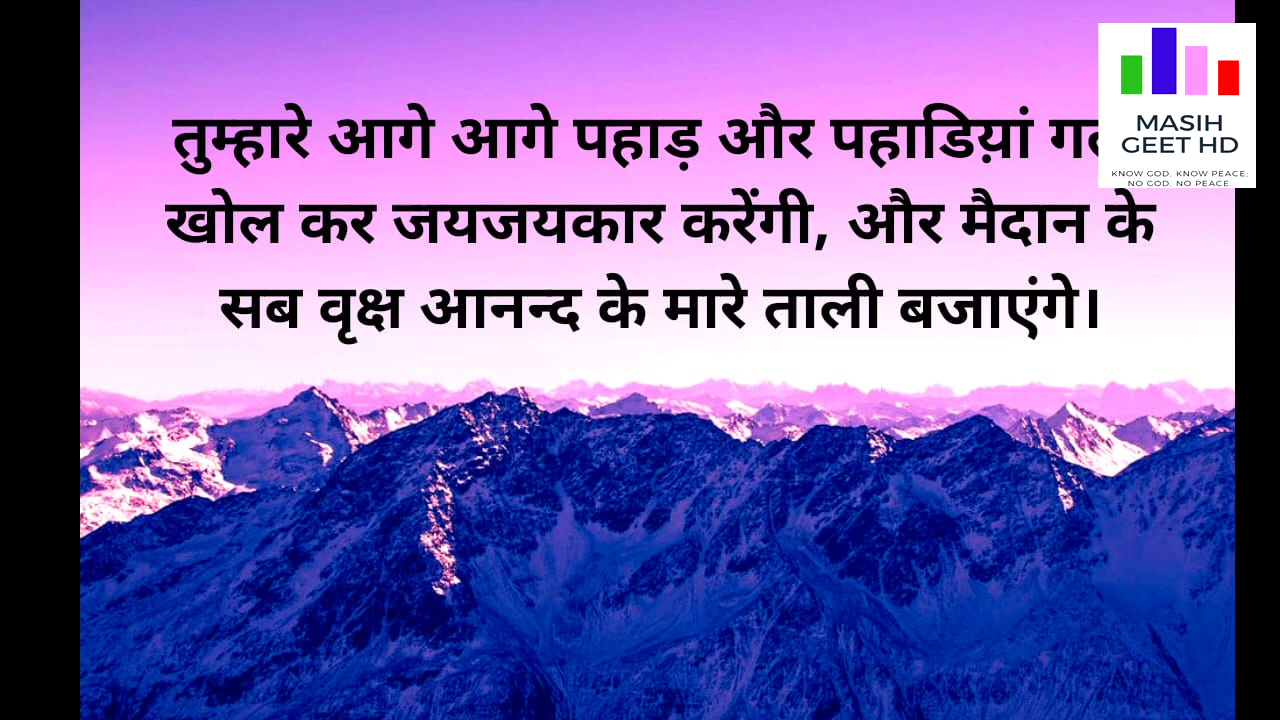 तुम्हारे आगे आगे पहाड़ और पहाडिय़ां
खोल कर जयजयकार करेंगी, और मैदान के
सब वृक्ष आनन्द के मारे ताली बजाएंगे।
MASIH
GEET HD
KNOW GOD, KNOW PEACE;
NO GOD, NO PEACE.